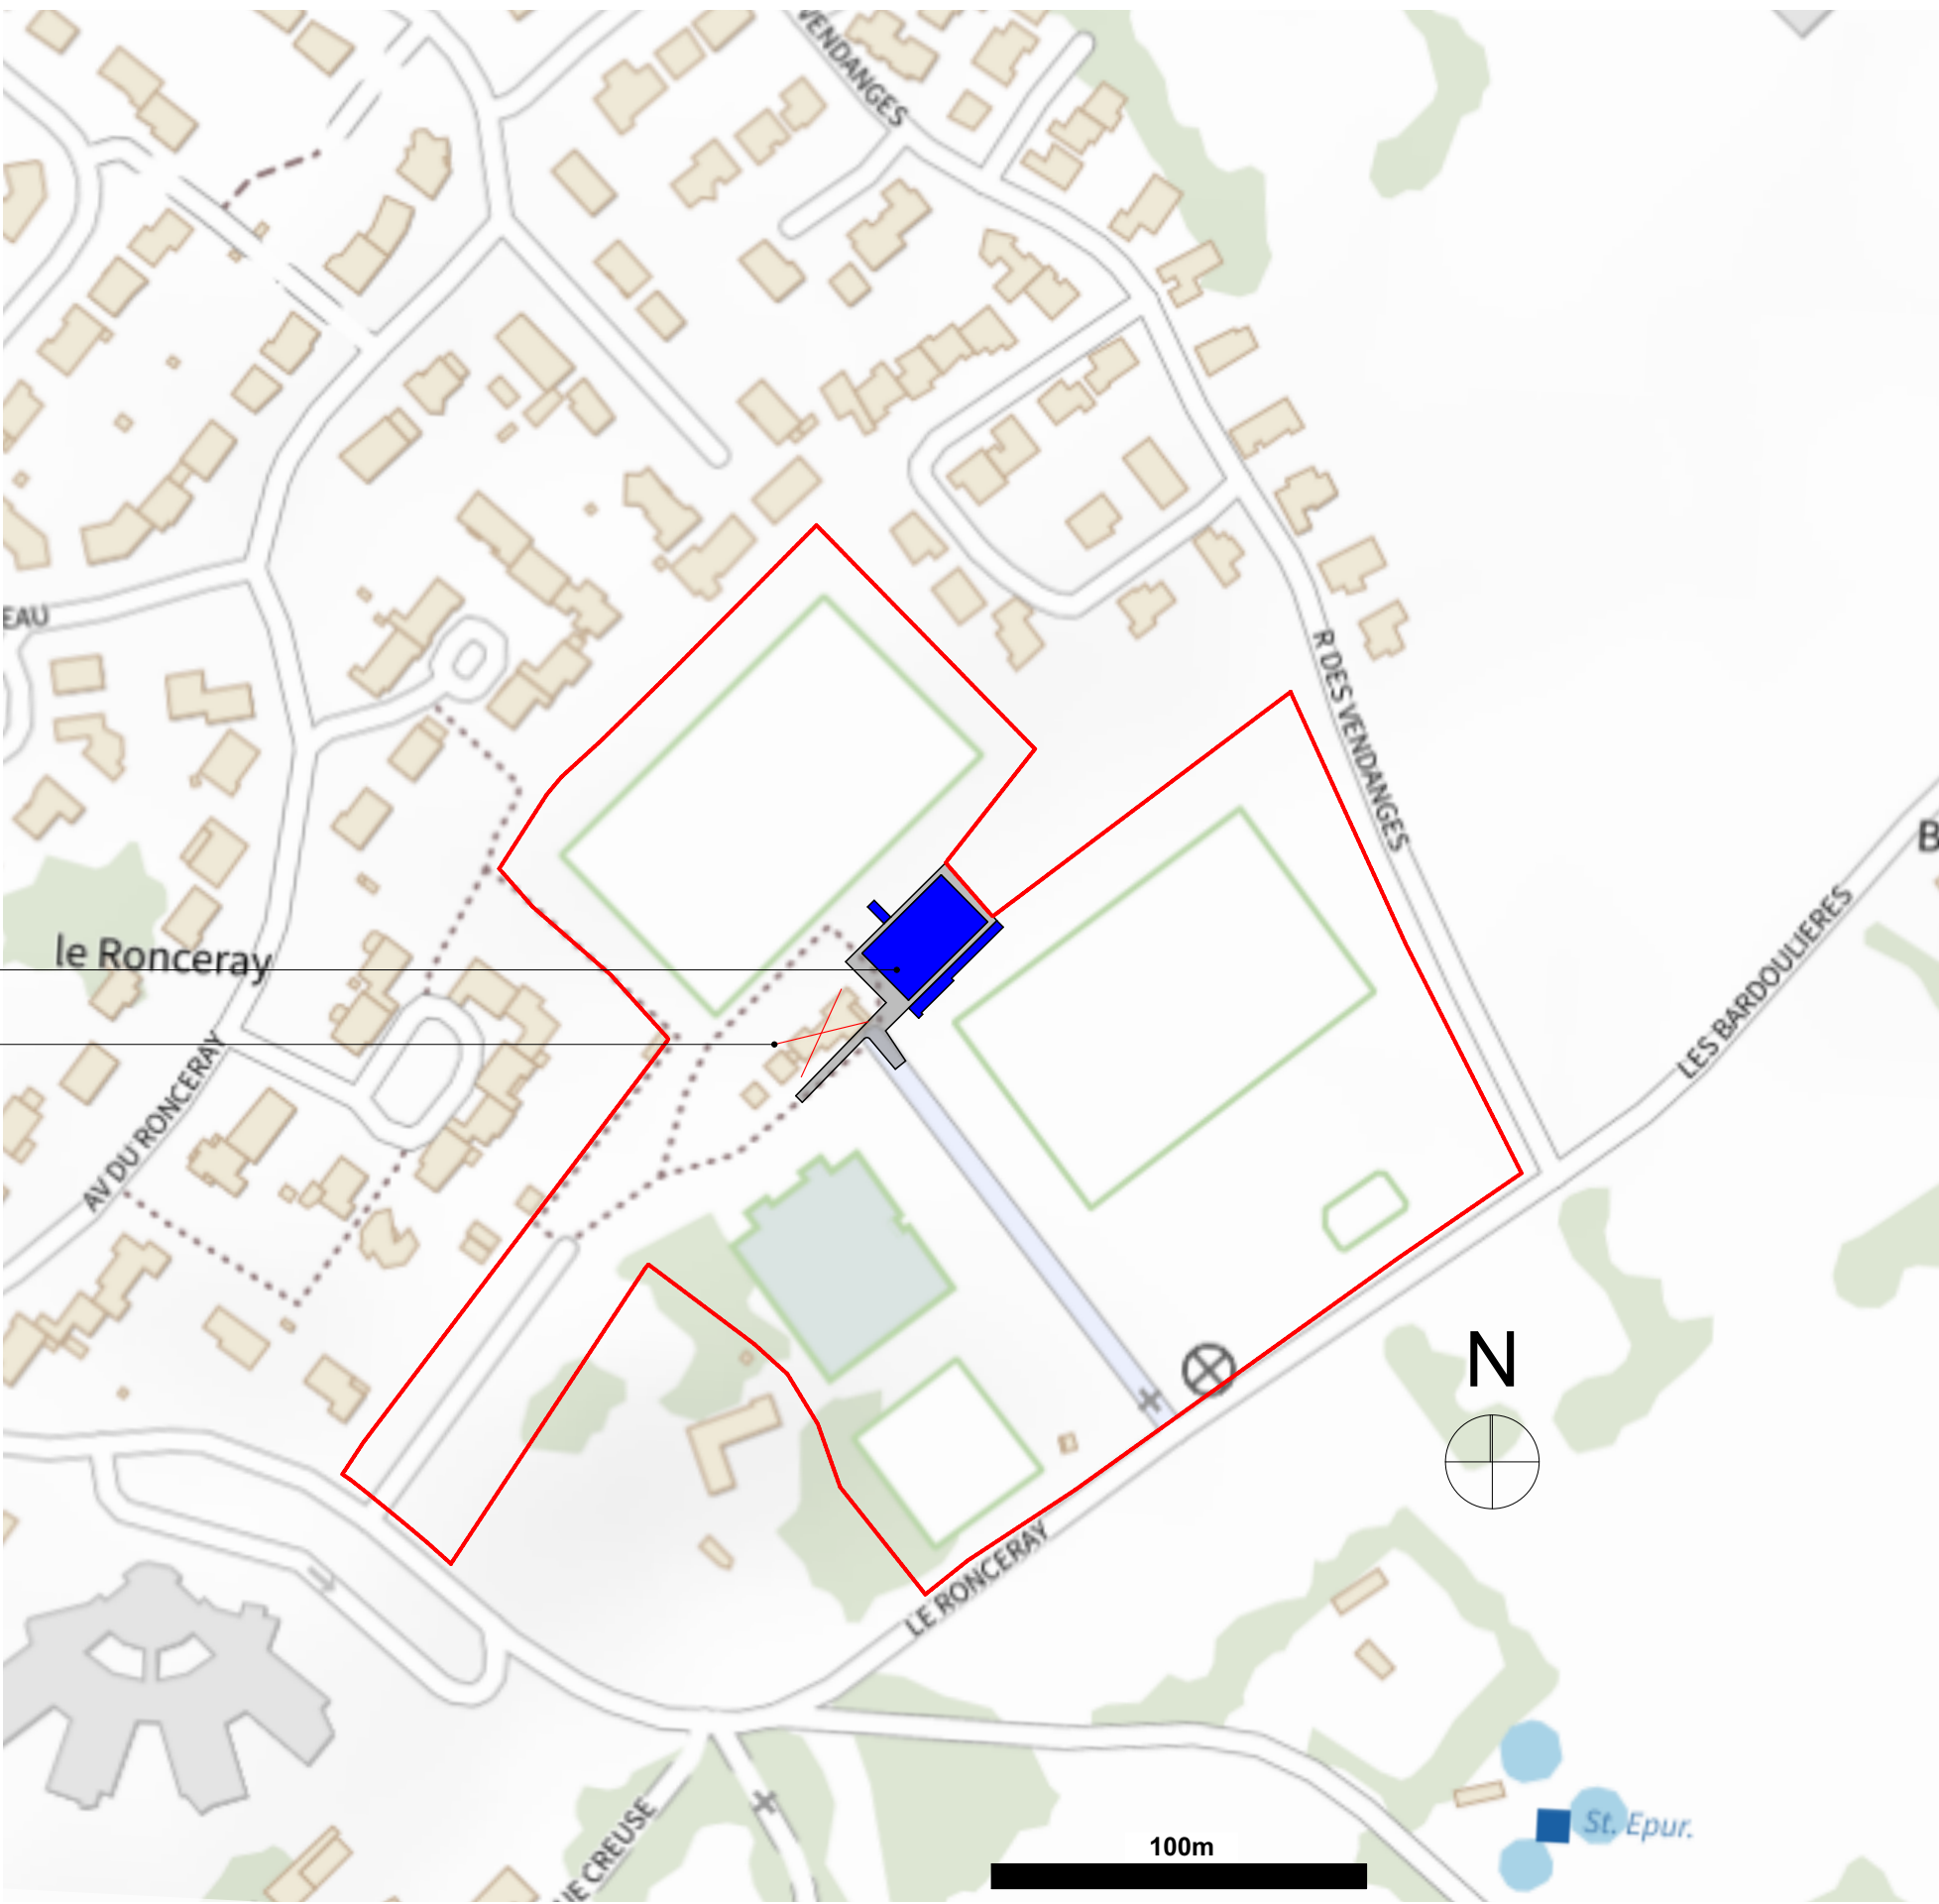 VENDANGES
EAU
R DES VENDANGES
B
le Ronceray
LES BARDOULIERES
AV DU RONCERAY
N
LE RONCERAY
100m
St. Epur.
CREUSE